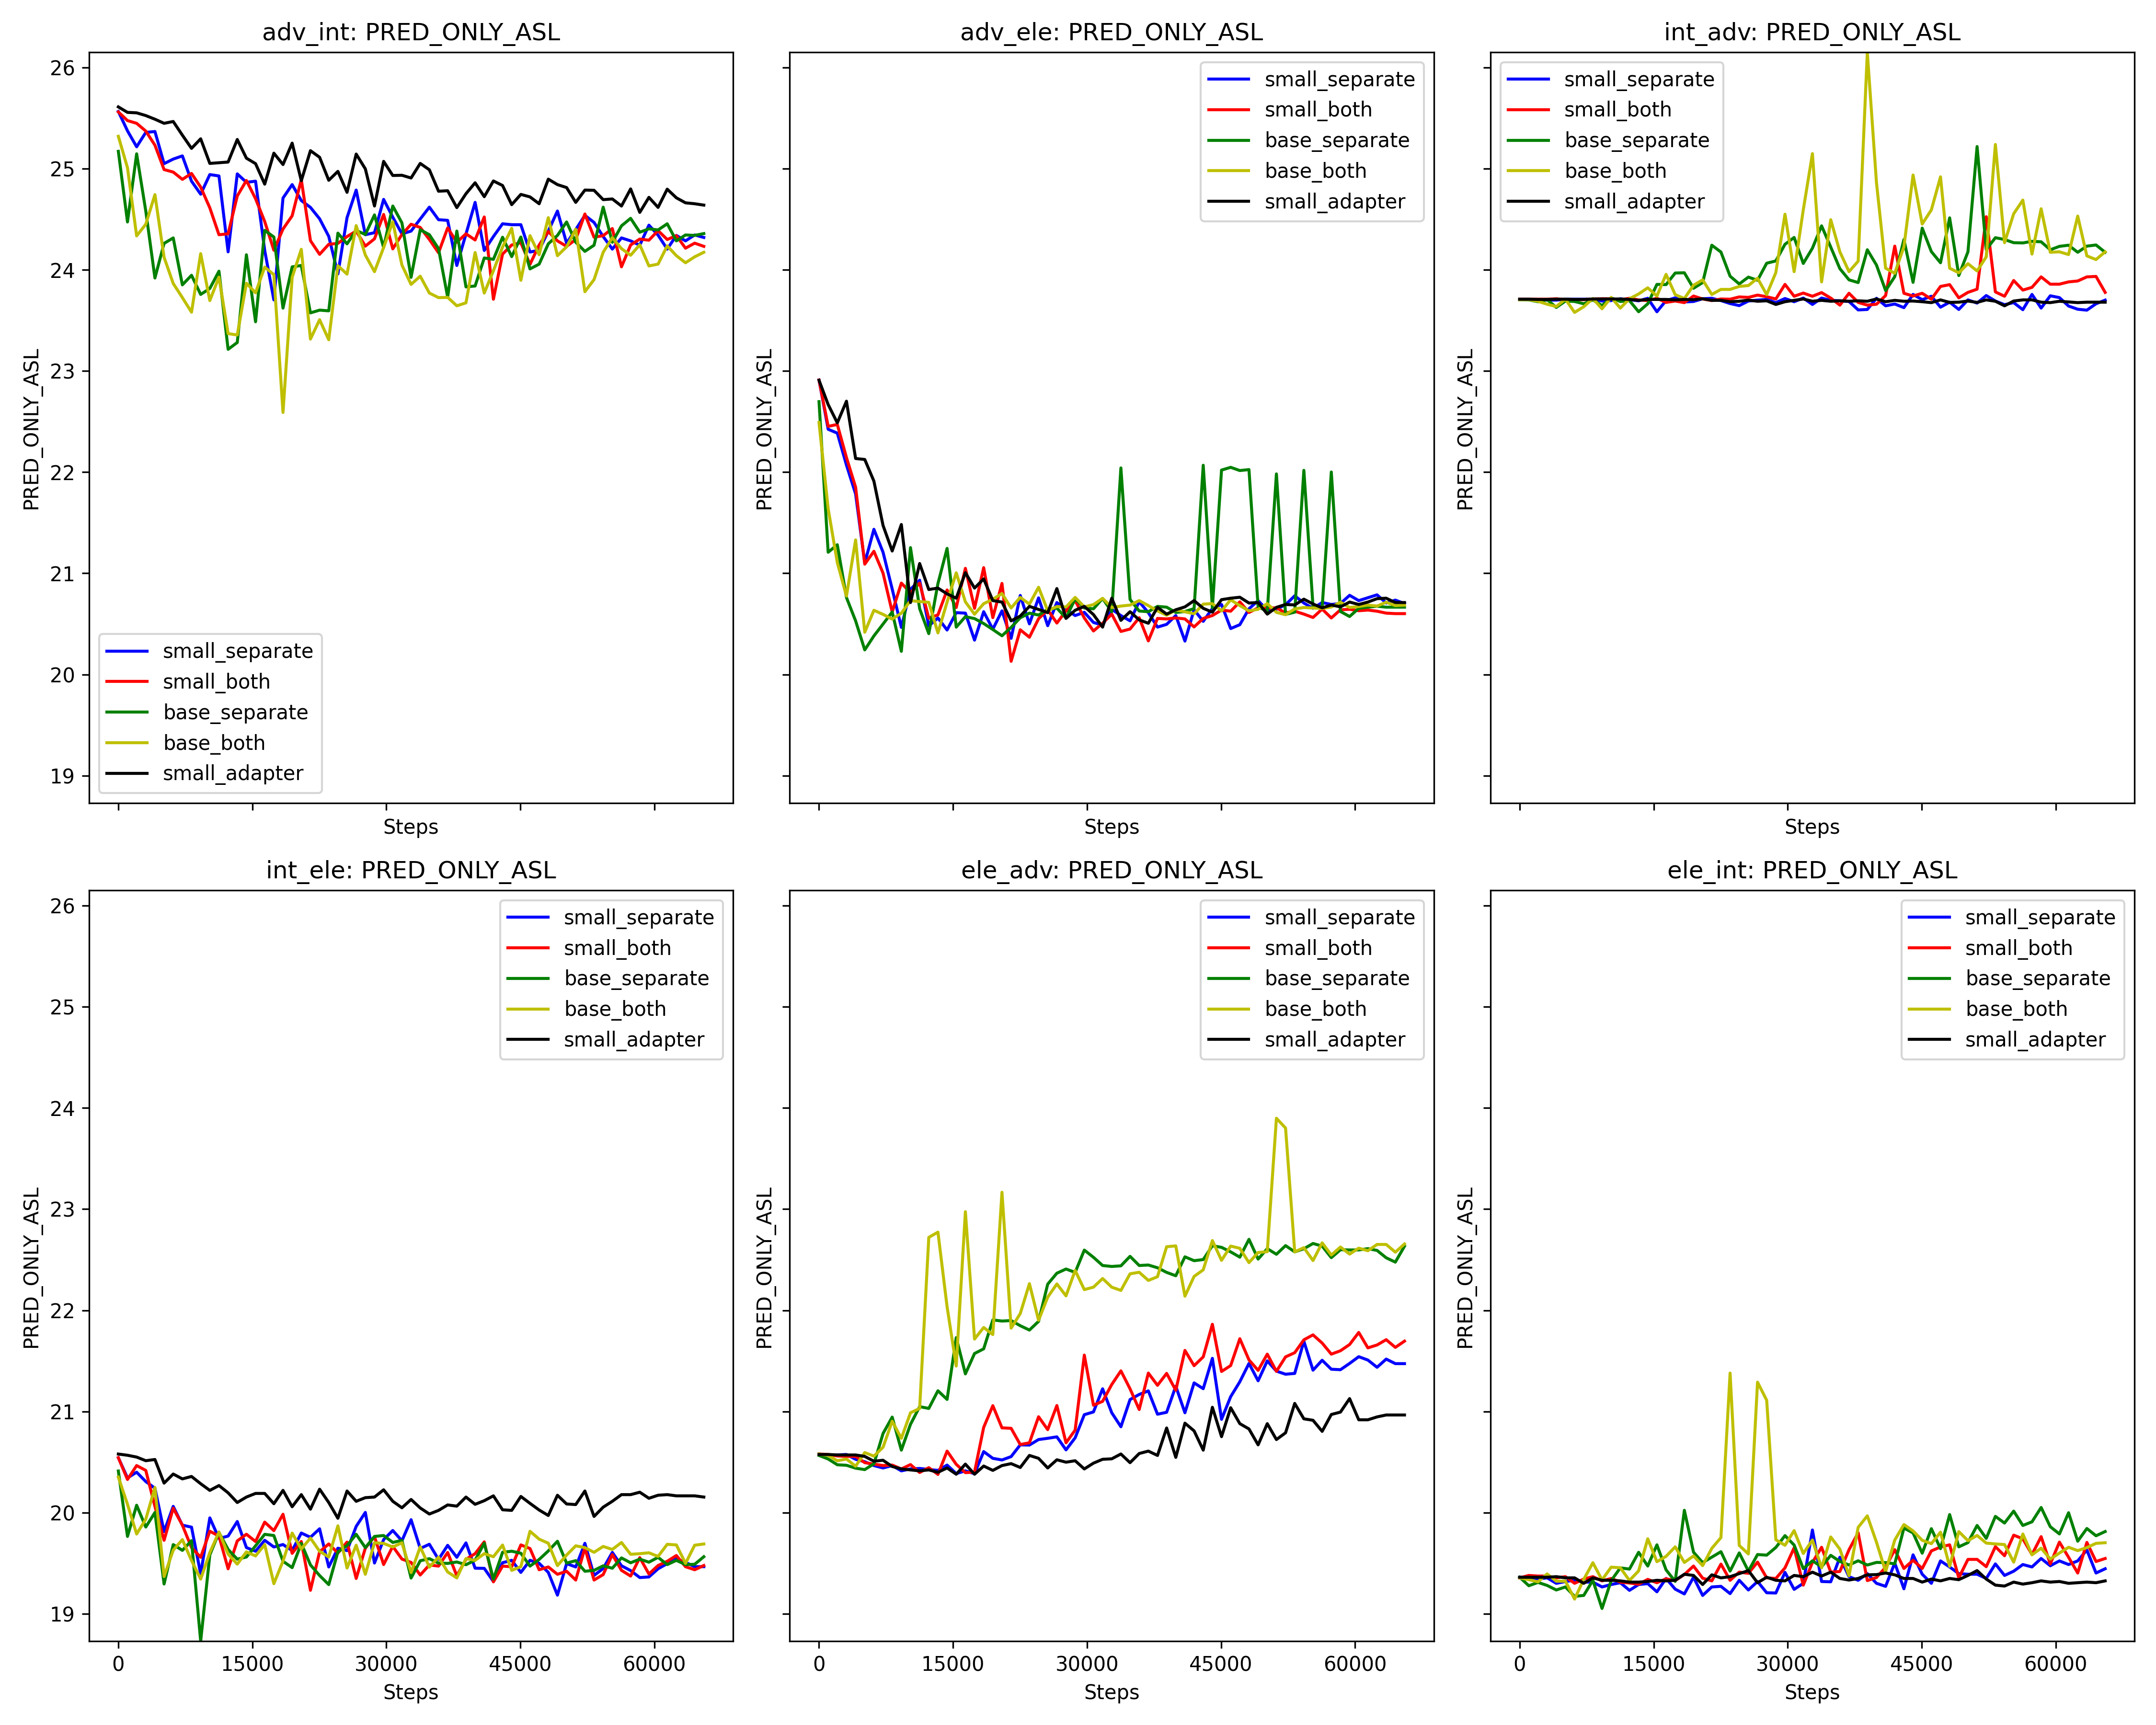 adv_int: PRED_ONLY_ASL
adv_ele: PRED_ONLY_ASL
int_adv: PRED_ONLY_ASL
26
25
24
23
22
21
20
19
PRED_ONLY_ASL
small_separate
small_both
base_separate
base_both
small_adapter
Steps
PRED_ONLY_ASL
small_separate
small_both
base_separate
base_both
small_adapter
Steps
PRED_ONLY_ASL
small_separate
small_both
base_separate
base_both
small_adapter
Steps
int_ele: PRED_ONLY_ASL
ele_adv: PRED_ONLY_ASL
ele_int: PRED_ONLY_ASL
26
25
24
23
22
21
20
19
PRED_ONLY_ASL
small_separate
small_both
base_separate
base_both
small_adapter
0 15000 30000 45000 60000
Steps
PRED_ONLY_ASL
small_separate
small_both
base_separate
base_both
small_adapter
0 15000 30000 45000 60000
Steps
PRED_ONLY_ASL
small_separate
small_both
base_separate
base_both
small_adapter
0 15000 30000 45000 60000
Steps